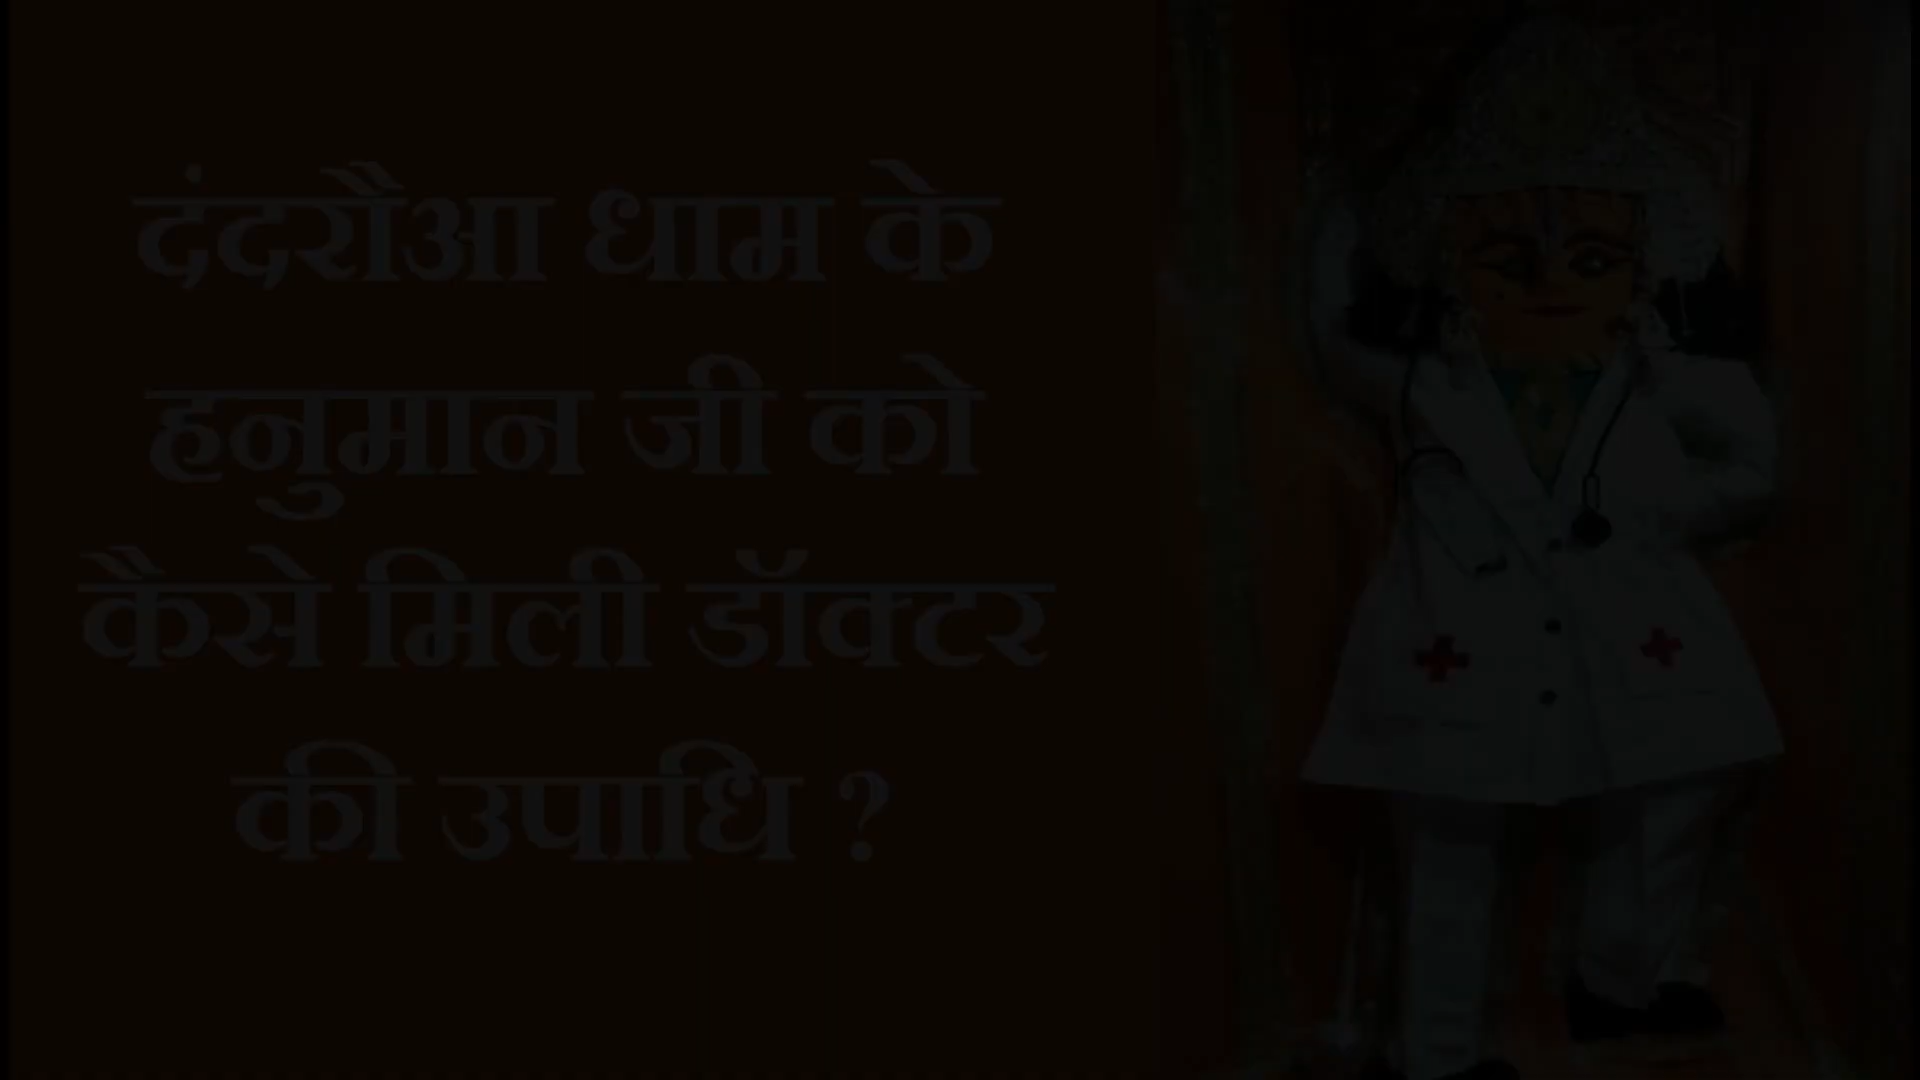 दंदरौआ धाम के
हनुमान जी को
कैसे मिली डॉक्टर
की उपाधि ?